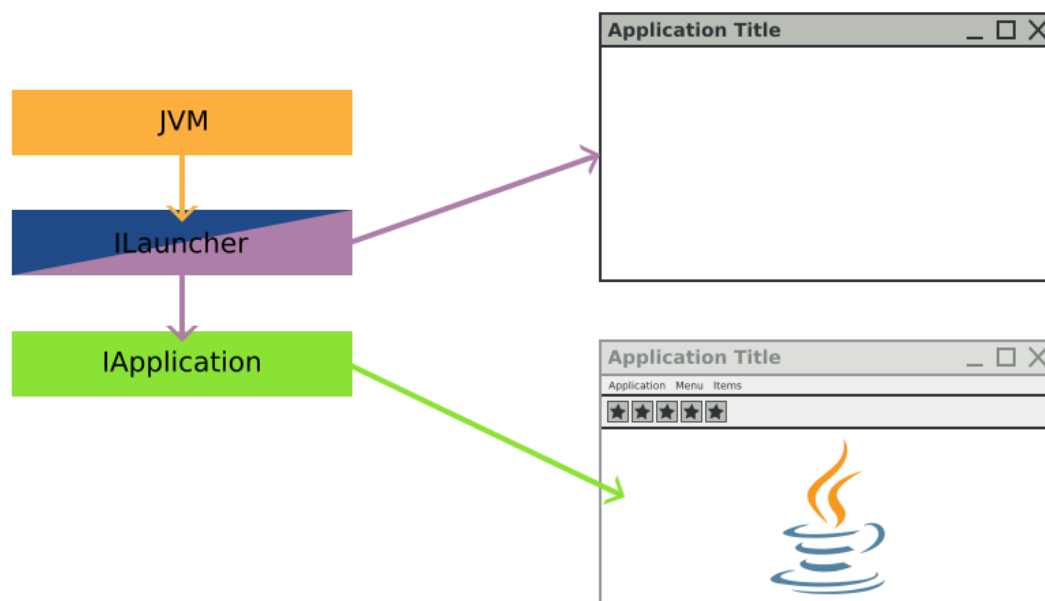 JVM
ILauncher
IApplication
Application Title
Application Title
Application Menu Items